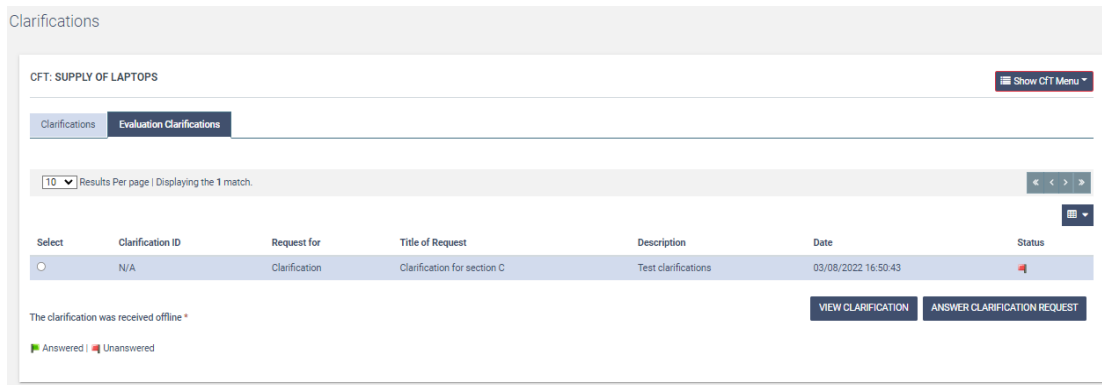 Clarifications
CFT: SUPPLY OF LAPTOPS
Show CfT Menu
Clarifications Evaluation Clarifications
10 Results Per page | Displaying the 1 match.
« < > »
Select Clarification ID Request for Title of Request Description Date Status
N/A Clarification Clarification for section C Test clarifications 03/08/2022 16:50:43
VIEW CLARIFICATION ANSWER CLARIFICATION REQUEST
The clarification was received offline *
Answered | Unanswered